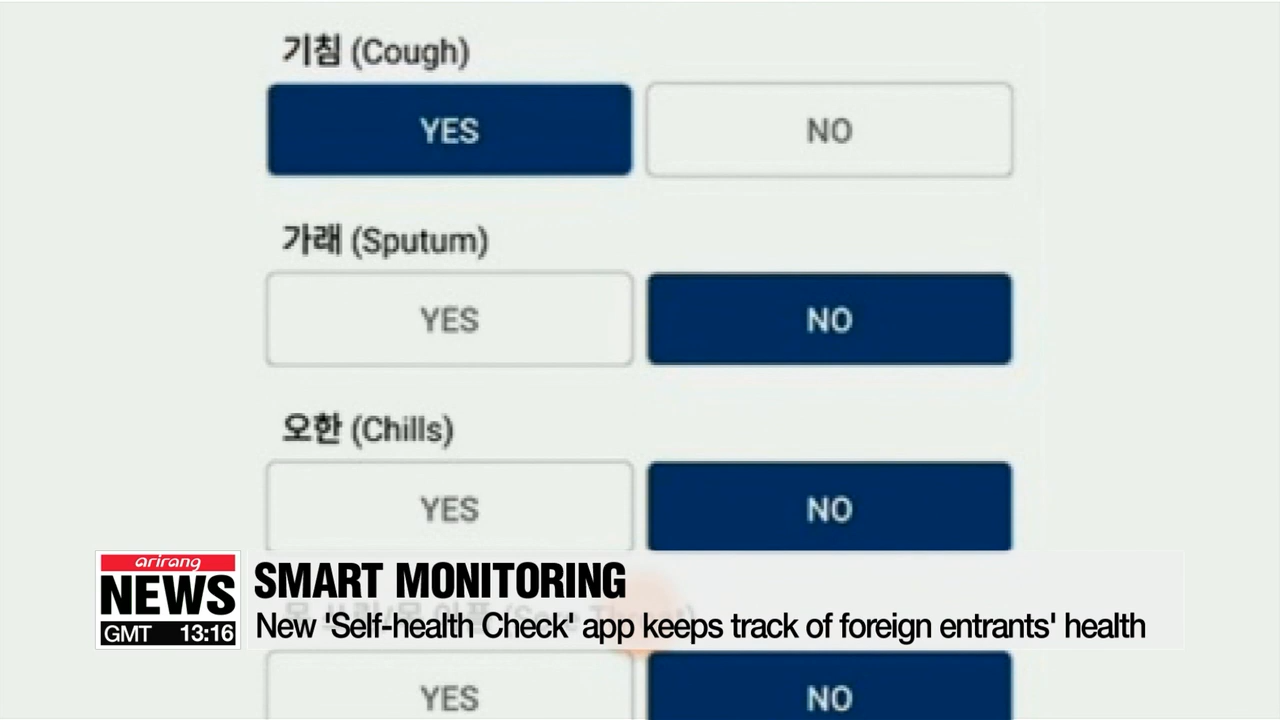 기침 (Cough)
YES NO
가래 (Sputum)
YES NO
오한 (Chills)
YES NO
arirang
NEWS
GMT 13:16
SMART MONITORING
New 'Self-health Check' app keeps track of foreign entrants' health
YES NO